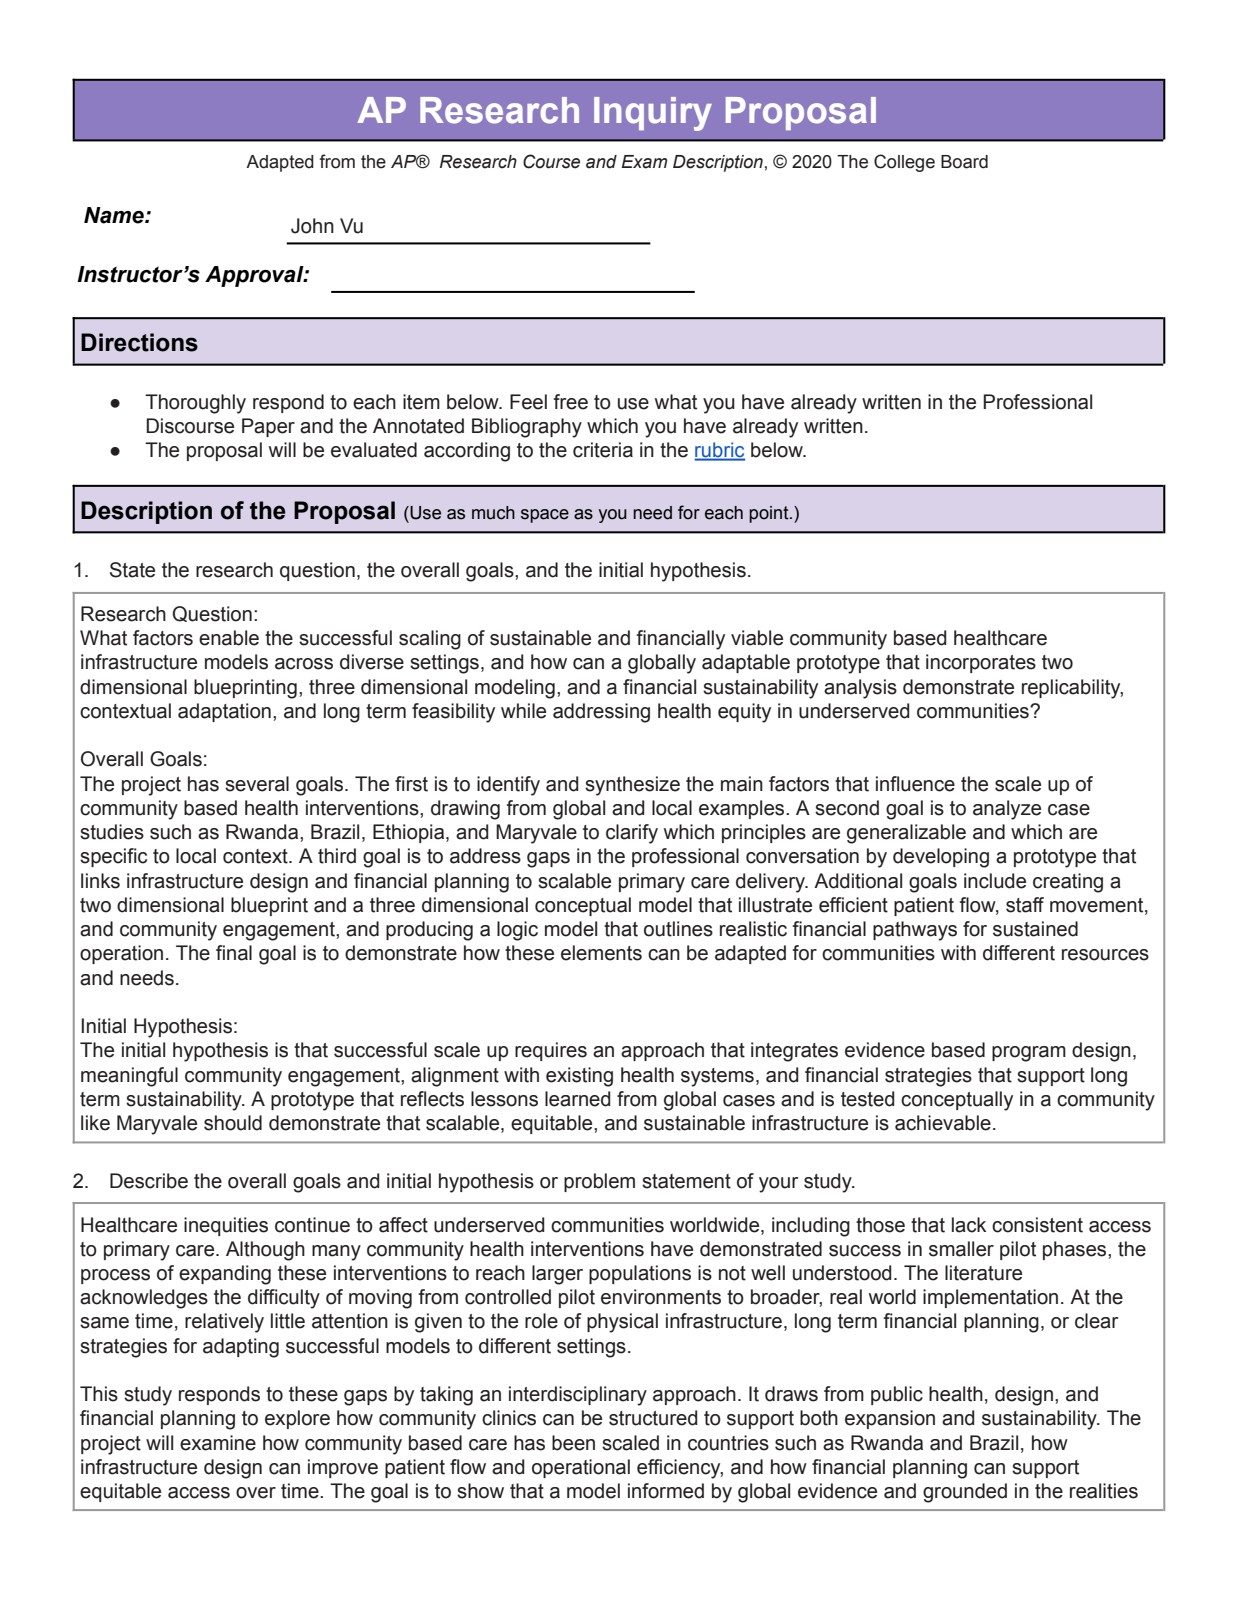 AP Research Inquiry Proposal
Adapted from the AP® Research Course and Exam Description, © 2020 The College Board
Name:
John Vu
Instructor's Approval:
Directions
● Thoroughly respond to each item below. Feel free to use what you have already written in the Professional
Discourse Paper and the Annotated Bibliography which you have already written.
● The proposal will be evaluated according to the criteria in the rubric below.
Description of the Proposal (Use as much space as you need for each point.)
1. State the research question, the overall goals, and the initial hypothesis.
Research Question:
What factors enable the successful scaling of sustainable and financially viable community based healthcare
infrastructure models across diverse settings, and how can a globally adaptable prototype that incorporates two
dimensional blueprinting, three dimensional modeling, and a financial sustainability analysis demonstrate replicability,
contextual adaptation, and long term feasibility while addressing health equity in underserved communities?
Overall Goals:
The project has several goals. The first is to identify and synthesize the main factors that influence the scale up of
community based health interventions, drawing from global and local examples. A second goal is to analyze case
studies such as Rwanda, Brazil, Ethiopia, and Maryvale to clarify which principles are generalizable and which are
specific to local context. A third goal is to address gaps in the professional conversation by developing a prototype that
links infrastructure design and financial planning to scalable primary care delivery. Additional goals include creating a
two dimensional blueprint and a three dimensional conceptual model that illustrate efficient patient flow, staff movement,
and community engagement, and producing a logic model that outlines realistic financial pathways for sustained
operation. The final goal is to demonstrate how these elements can be adapted for communities with different resources
and needs.
Initial Hypothesis:
The initial hypothesis is that successful scale up requires an approach that integrates evidence based program design,
meaningful community engagement, alignment with existing health systems, and financial strategies that support long
term sustainability. A prototype that reflects lessons learned from global cases and is tested conceptually in a community
like Maryvale should demonstrate that scalable, equitable, and sustainable infrastructure is achievable.
2. Describe the overall goals and initial hypothesis or problem statement of your study.
Healthcare inequities continue to affect underserved communities worldwide, including those that lack consistent access
to primary care. Although many community health interventions have demonstrated success in smaller pilot phases, the
process of expanding these interventions to reach larger populations is not well understood. The literature
acknowledges the difficulty of moving from controlled pilot environments to broader, real world implementation. At the
same time, relatively little attention is given to the role of physical infrastructure, long term financial planning, or clear
strategies for adapting successful models to different settings.
This study responds to these gaps by taking an interdisciplinary approach. It draws from public health, design, and
financial planning to explore how community clinics can be structured to support both expansion and sustainability. The
project will examine how community based care has been scaled in countries such as Rwanda and Brazil, how
infrastructure design can improve patient flow and operational efficiency, and how financial planning can support
equitable access over time. The goal is to show that a model informed by global evidence and grounded in the realities